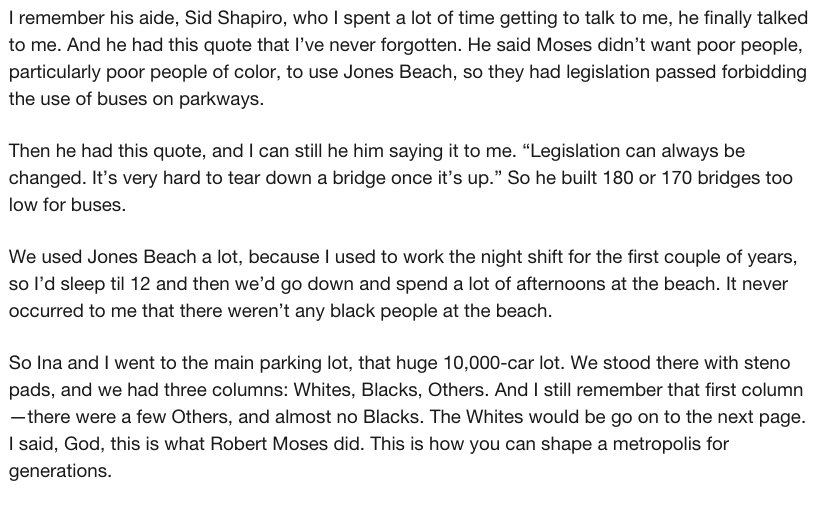 I remember his aide, Sid Shapiro, who I spent a lot of time getting to talk to me, he finally talked
to me. And he had this quote that I’ve never forgotten. He said Moses didn’t want poor people,
particularly poor people of color, to use Jones Beach, so they had legislation passed forbidding
the use of buses on parkways.
Then he had this quote, and I can still he him saying it to me. “Legislation can always be
changed. It’s very hard to tear down a bridge once it’s up.” So he built 180 or 170 bridges too
low for buses.
We used Jones Beach a lot, because I used to work the night shift for the first couple of years,
so I’d sleep til 12 and then we’d go down and spend a lot of afternoons at the beach. It never
occurred to me that there weren’t any black people at the beach.
So Ina and I went to the main parking lot, that huge 10,000-car lot. We stood there with steno
pads, and we had three columns: Whites, Blacks, Others. And I still remember that first column
—there were a few Others, and almost no Blacks. The Whites would be go on to the next page.
I said, God, this is what Robert Moses did. This is how you can shape a metropolis for
generations.